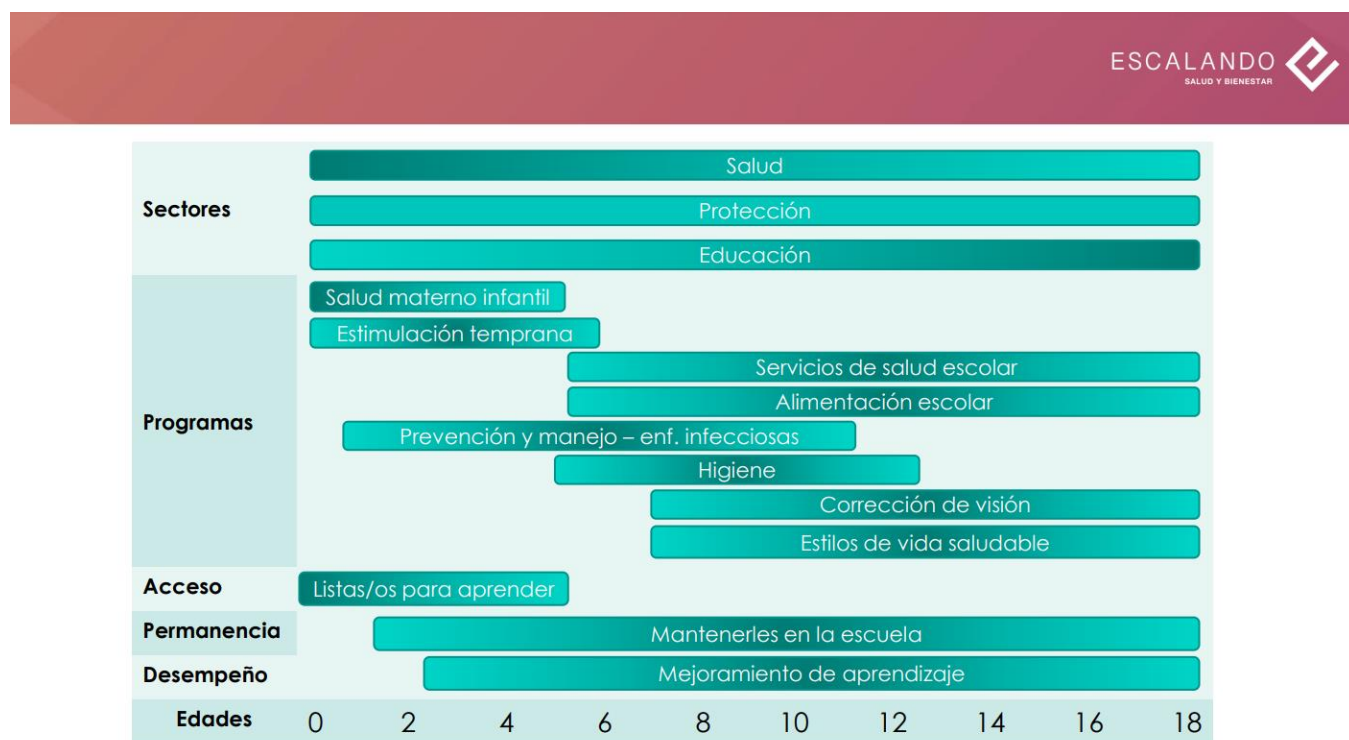 ESCALANDO
SALUD Y BIENESTAR
Sectores
Salud
Protección
Educación
Programas
Salud materno infantil
Estimulación temprana
Servicios de salud escolar
Alimentación escolar
Prevención y manejo – enf. infecciosas
Higiene
Corrección de visión
Estilos de vida saludable
Acceso
Listas/os para aprender
Permanencia
Mantenerles en la escuela
Desempeño
Mejoramiento de aprendizaje
Edades 0 2 4 6 8 10 12 14 16 18